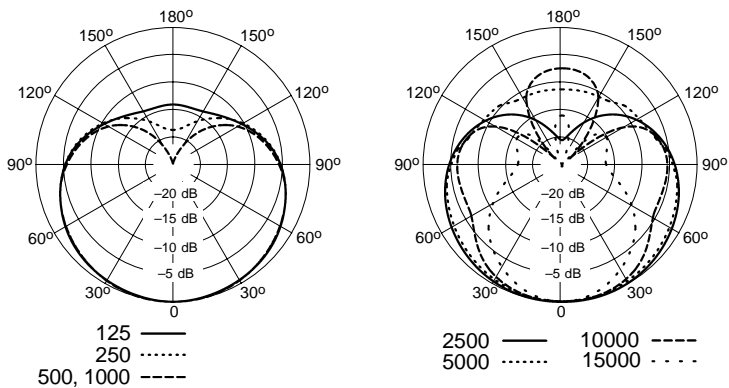 180º
150º 150º
120º 120º
90º 90º
–20 dB
–15 dB
60º 60º
–10 dB
–5 dB
30º 30º
0
125
250
500, 1000
180º
150º 150º
120º 120º
90º 90º
–20 dB
–15 dB
60º 60º
–10 dB
–5 dB
30º 30º
0
2500 10000
5000 15000